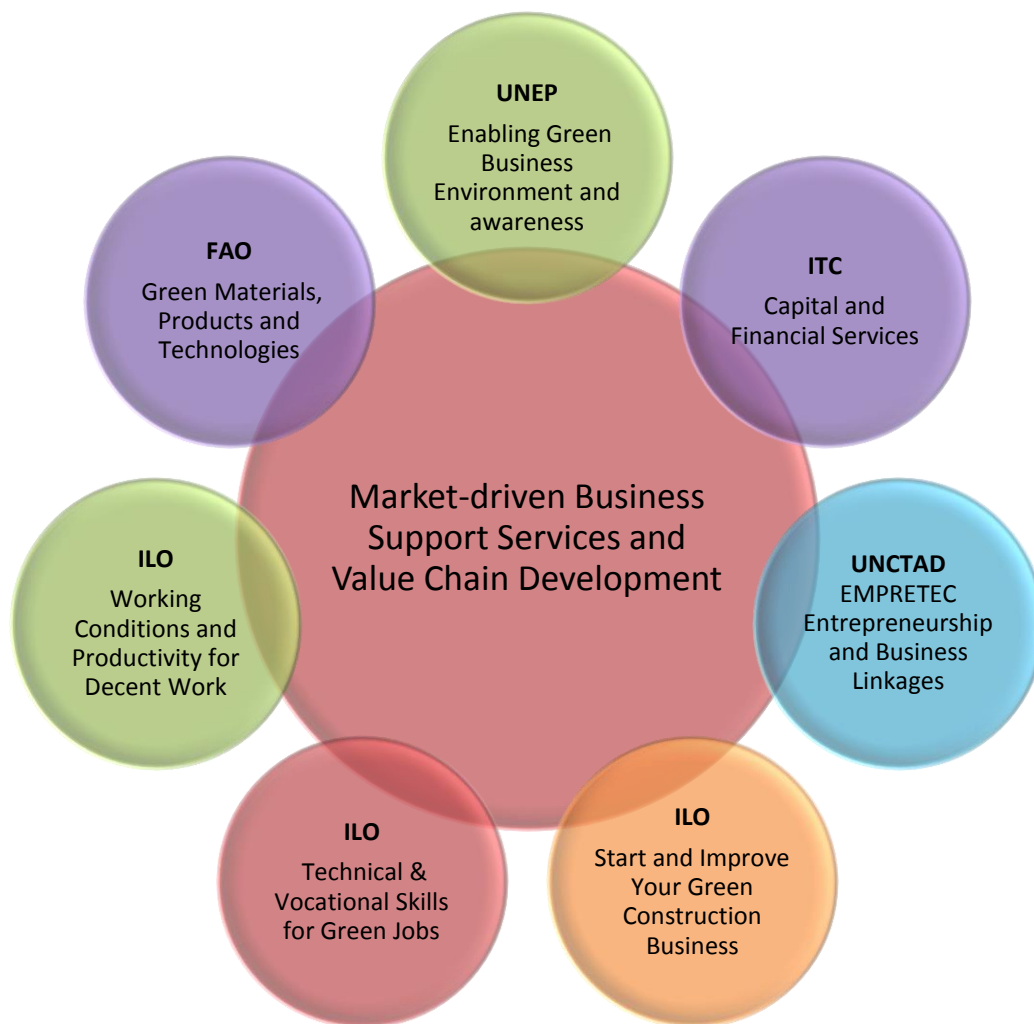 UNEP
Enabling Green
Business
Environment and
awareness
FAO
Green Materials,
Products and
Technologies
ITC
Capital and
Financial Services
Market-driven Business
Support Services and
Value Chain Development
ILO
Working
Conditions and
Productivity for
Decent Work
UNCTAD
EMPRETEC
Entrepreneurship
and Business
Linkages
ILO
Technical &
Vocational Skills
for Green Jobs
ILO
Start and Improve
Your Green
Construction
Business